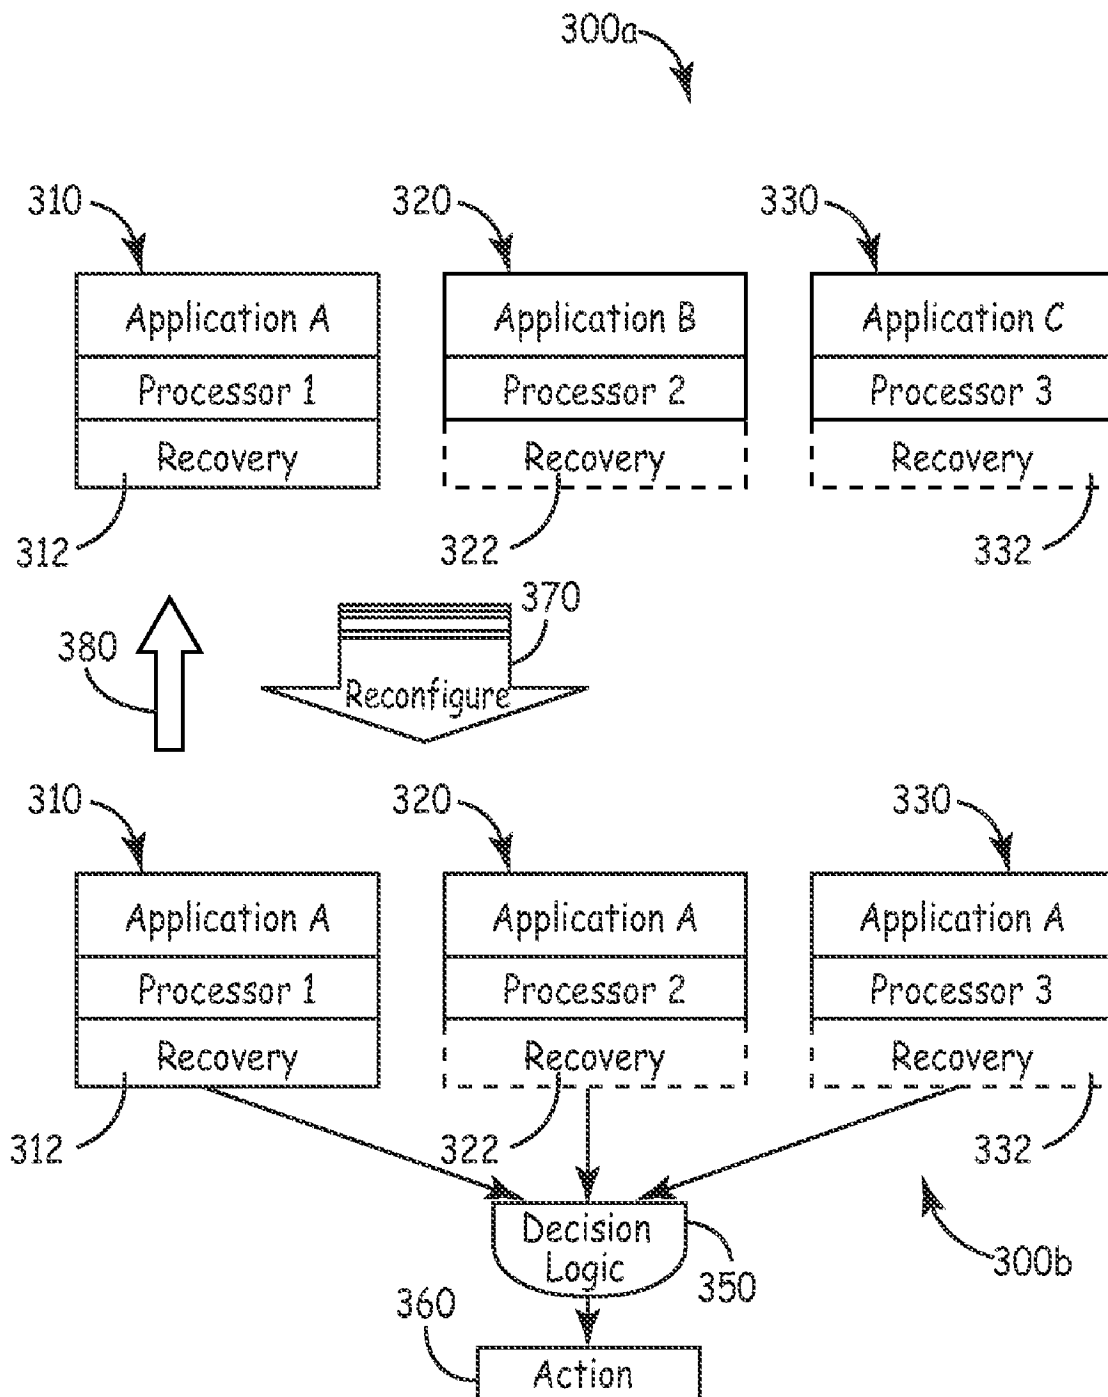 300a
310
320
330
Application A
Application B
Application C
Processor 1
Processor 2
Processor 3
Recovery
Recovery
Recovery
312
322
332
370
380
Reconfigure
310
320
330
Application A
Application A
Application A
Processor 1
Processor 2
Processor 3
Recovery
Recovery
Recovery
312
322
332
Decision
Logic
350
300b
360
Action